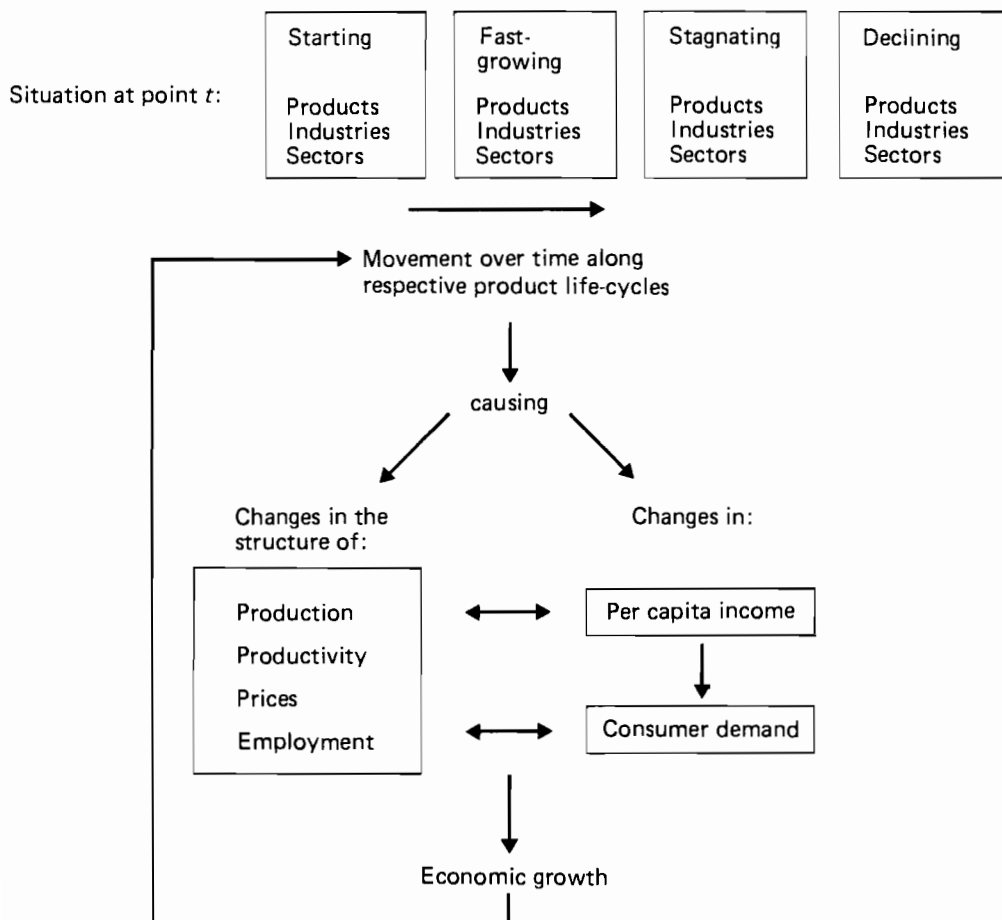 Situation at point t:
Starting
Products
Industries
Sectors
Fast-
growing
Products
Industries
Sectors
Stagnating
Products
Industries
Sectors
Declining
Products
Industries
Sectors
Movement over time along
respective product life-cycles
causing
Changes in the
structure of:
Production
Productivity
Prices
Employment
Changes in:
Per capita income
Consumer demand
Economic growth